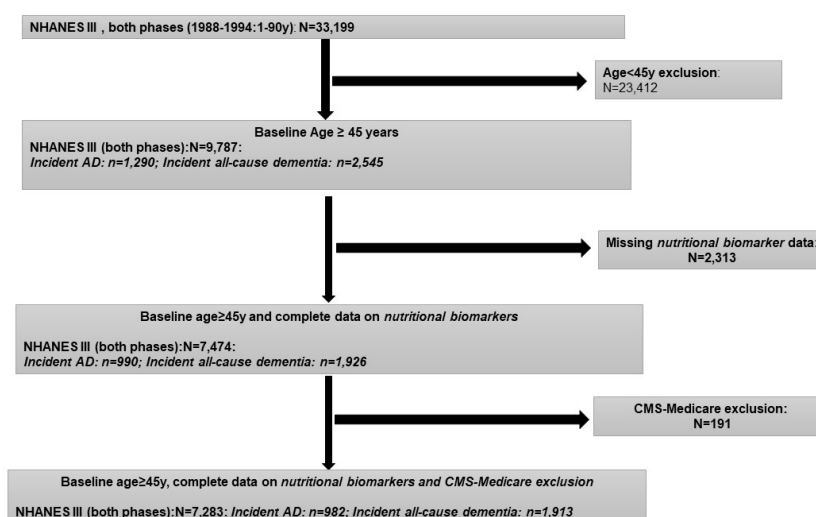 NHANES III , both phases (1988-1994:1-90y): N=33,199
Age<45y exclusion:
N=23,412
Baseline Age ≥ 45 years
NHANES III (both phases):N=9,787:
Incident AD: n=1,290; Incident all-cause dementia: n=2,545
Missing nutritional biomarker data:
N=2,313
Baseline age≥45y and complete data on nutritional biomarkers
NHANES III (both phases):N=7,474:
Incident AD: n=990; Incident all-cause dementia: n=1,926
CMS-Medicare exclusion:
N=191
Baseline age≥45y, complete data on nutritional biomarkers and CMS-Medicare exclusion
NHANES III (both phases):N=7,283: Incident AD: n=982; Incident all-cause dementia: n=1,913